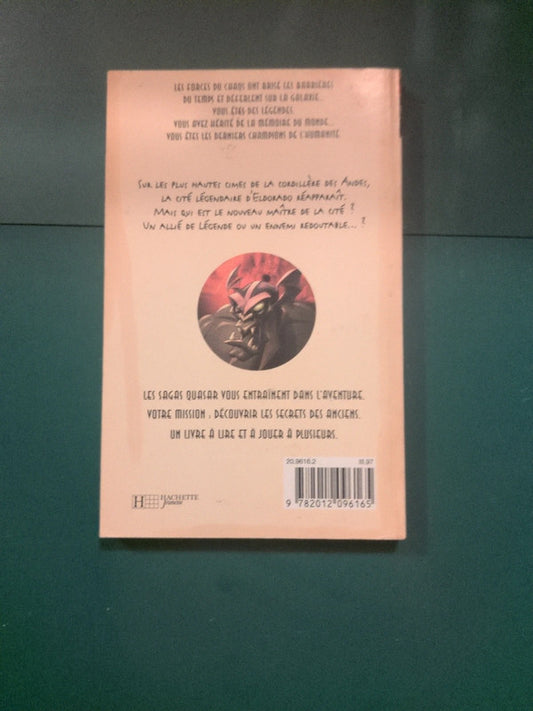 LES FORCES DU CHAOS ONT BRISÉ LES BARRIÈRES
DU TEMPS ET DÉFERLENT SUR LA GALAXIE...
VOUS ÊTES DES LÉGENDES.
VOUS AVEZ HÉRITÉ DE LA MÉMOIRE DU MONDE...
VOUS ÊTES LES DERNIERS CHAMPIONS DE L'HUMANITÉ
SUR LES PLUS HAUTES CIMES DE LA CORDILLÈRE DES ANDES,
LA CITÉ LÉGENDAIRE D'ELDORADO RÉAPPARAÎT.
MAIS QUI EST LE NOUVEAU MAÎTRE DE LA CITÉ ?
UN ALLIÉ DE LÉGENDE OU UN ENNEMI REDOUTABLE... ?
LES SAGAS QUASAR VOUS ENTRAÎNENT DANS L'AVENTURE.
VOTRE MISSION : DÉCOUVRIR LES SECRETS DES ANCIENS.
UN LIVRE À LIRE ET À JOUER À PLUSIEURS.
20.9616.2 III.97
H HACHETTE
Jeunesse
9 782012 096165